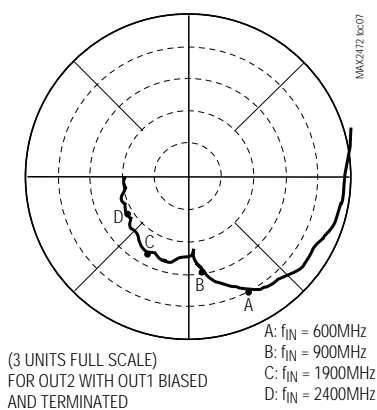 MAX2472 toc07
D
C
B
A
A: fIN = 600MHz
B: fIN = 900MHz
C: fIN = 1900MHz
D: fIN = 2400MHz
(3 UNITS FULL SCALE)
FOR OUT2 WITH OUT1 BIASED
AND TERMINATED